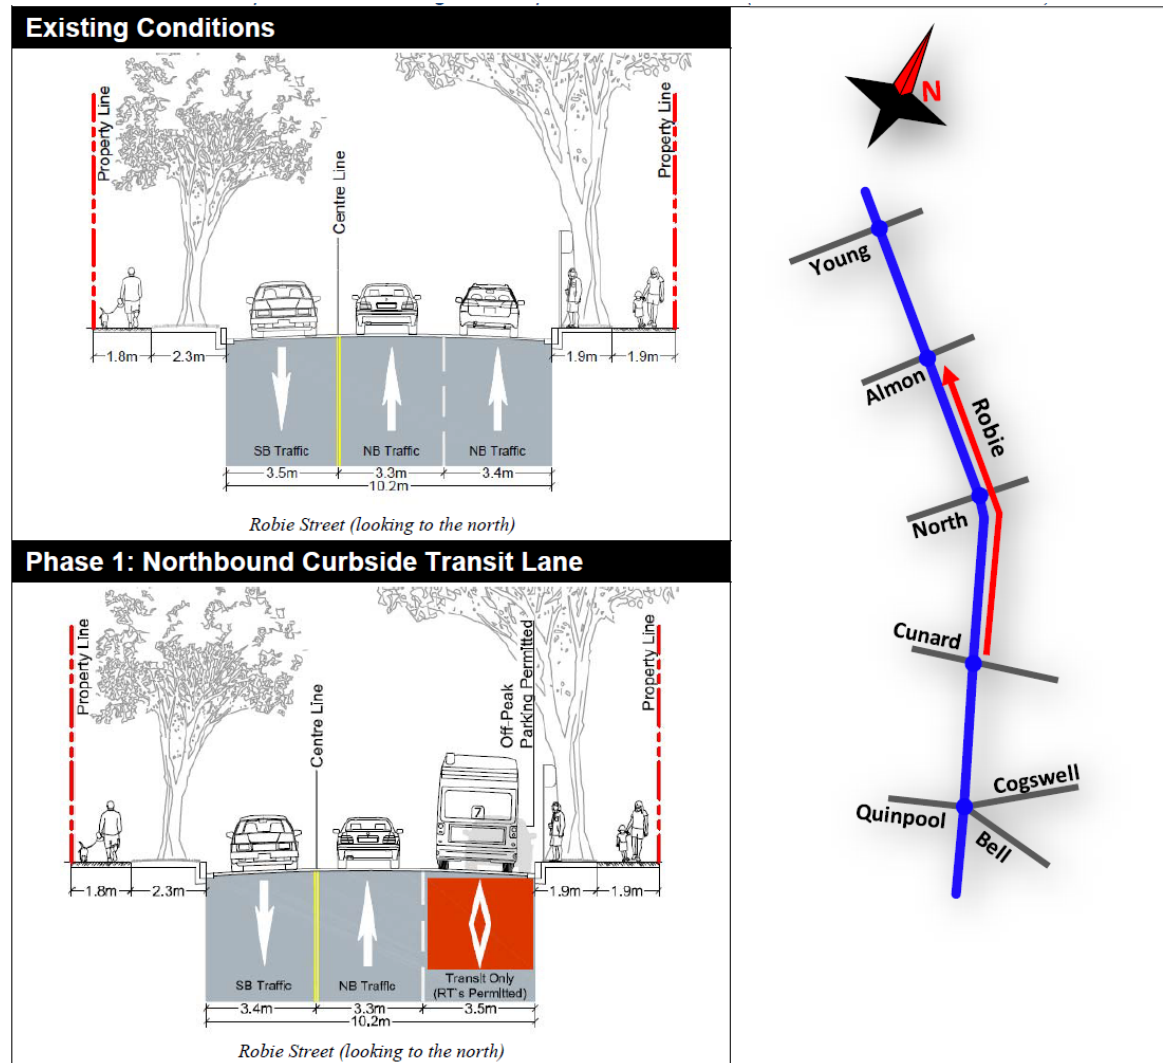 Existing Conditions
Property Line
Centre Line
Property Line
1.8m
2.3m
1.9m
1.9m
SB Traffic
NB Traffic
NB Traffic
3.5m
3.3m
3.4m
10.2m
Robie Street (looking to the north)
Phase 1: Northbound Curbside Transit Lane
Property Line
Centre Line
Off-Peak
Parking Permitted
Property Line
7
1.8m
2.3m
1.9m
1.9m
SB Traffic
NB Traffic
Transit Only
(RT's Permitted)
3.4m
3.3m
3.5m
10.2m
Robie Street (looking to the north)
N
Young
Almon
Robie
North
Cunard
Cogswell
Quinpool
Bell